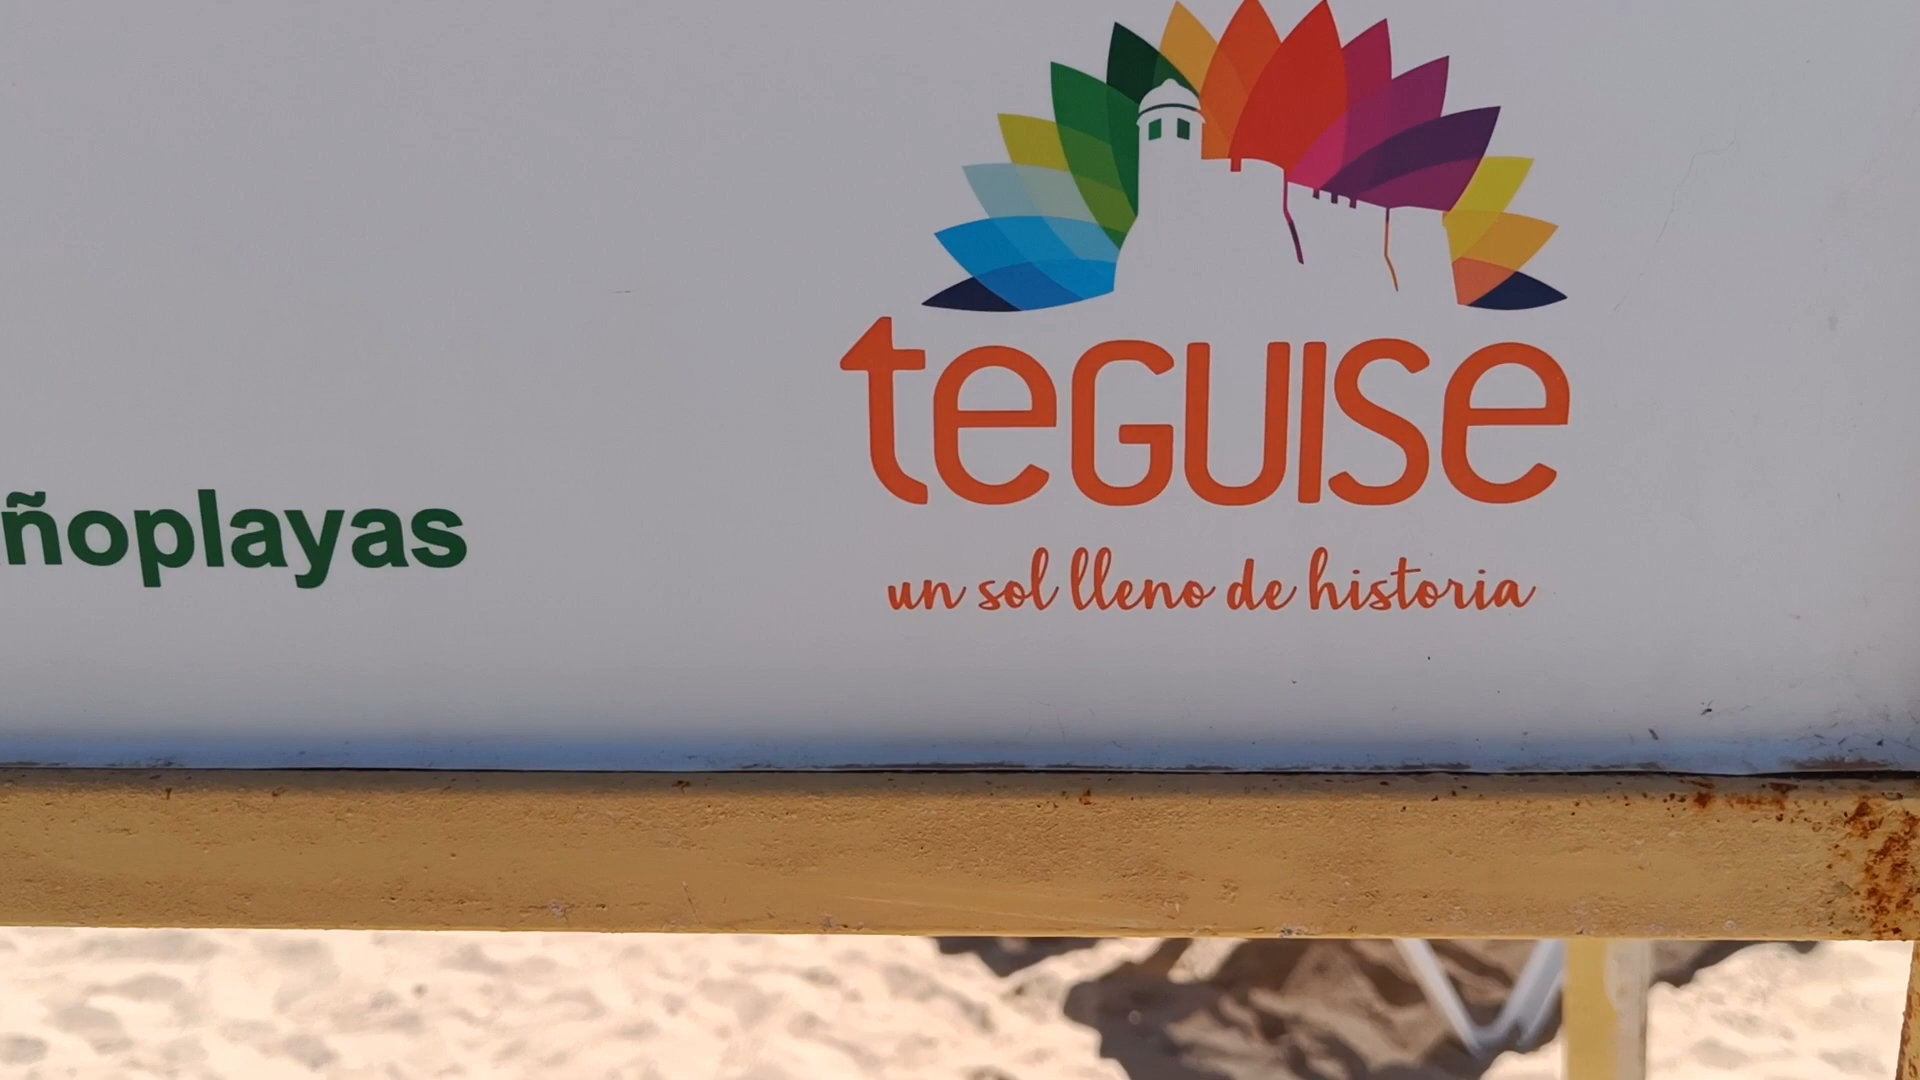 ñoplayas
teGUISe
un sol lleno de historia